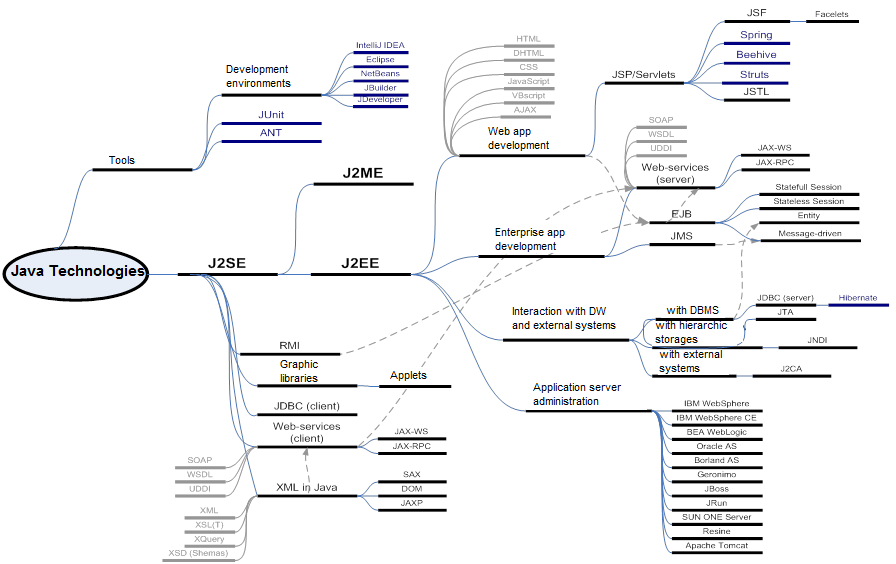 Java Technologies
Tools
Development
environments
IntelliJ IDEA
Eclipse
NetBeans
JBuilder
JDeveloper
JUnit
ANT
J2SE
J2ME
J2EE
HTML
DHTML
CSS
JavaScript
VBscript
AJAX
Web app
development
JSP/Servlets
JSF
Facelets
Spring
Beehive
Struts
JSTL
Enterprise app
development
SOAP
WSDL
UDDI
Web-services
(server)
JAX-WS
JAX-RPC
EJB
Statefull Session
Stateless Session
Entity
Message-driven
JMS
Interaction with DW
and external systems
with DBMS
JDBC (server)
Hibernate
JTA
with hierarchic
storages
JNDI
with external
systems
J2CA
Application server
administration
IBM WebSphere
IBM WebSphere CE
BEA WebLogic
Oracle AS
Borland AS
Geronimo
JBoss
JRun
SUN ONE Server
Resine
Apache Tomcat
RMI
Graphic
libraries
Applets
JDBC (client)
Web-services
(client)
JAX-WS
JAX-RPC
SOAP
WSDL
UDDI
XML in Java
SAX
DOM
JAXP
XML
XSL(T)
XQuery
XSD (Shemas)